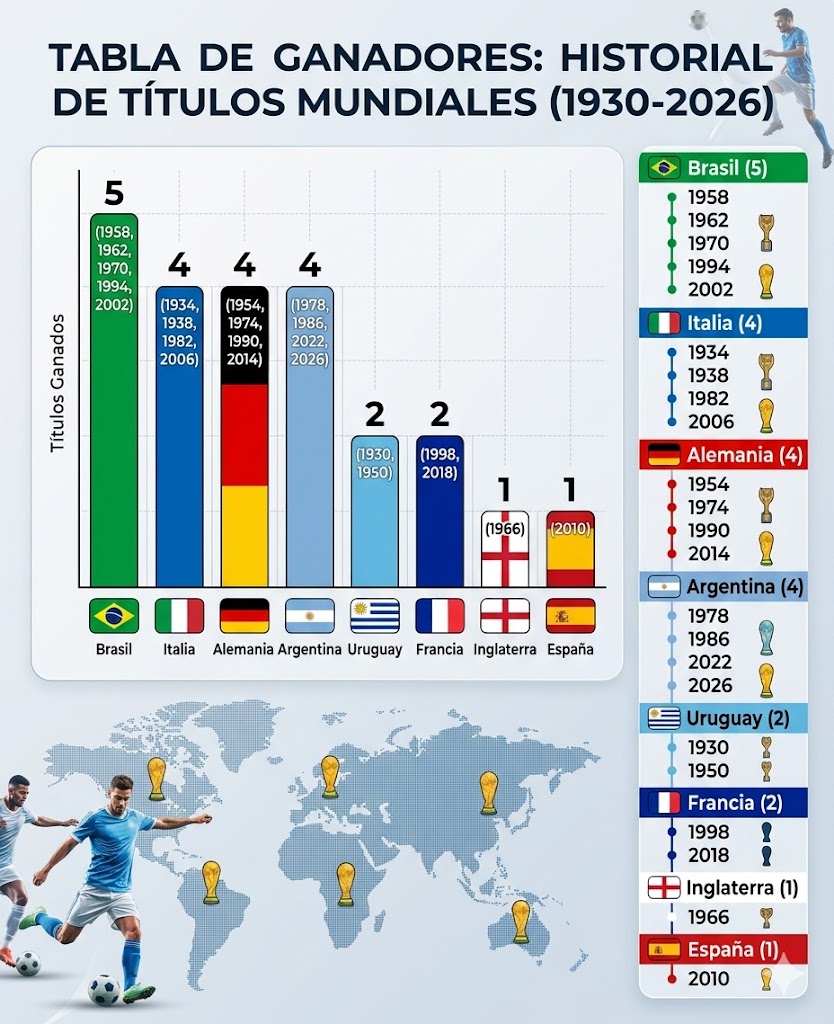 TABLA DE GANADORES: HISTORIAL
DE TÍTULOS MUNDIALES (1930-2026)
Títulos Ganados
5
(1958,
1962,
1970,
1994,
2002)
4
(1934,
1938,
1982,
2006)
4
(1954,
1974,
1990,
2014)
4
(1978,
1986,
2022,
2026)
2
(1930,
1950)
2
(1998,
2018)
1
(1966)
1
(2010)
Brasil
Italia
Alemania
Argentina
Uruguay
Francia
Inglaterra
España
Brasil (5)
1958
1962
1970
1994
2002
Italia (4)
1934
1938
1982
2006
Alemania (4)
1954
1974
1990
2014
Argentina (4)
1978
1986
2022
2026
Uruguay (2)
1930
1950
Francia (2)
1998
2018
Inglaterra (1)
1966
España (1)
2010